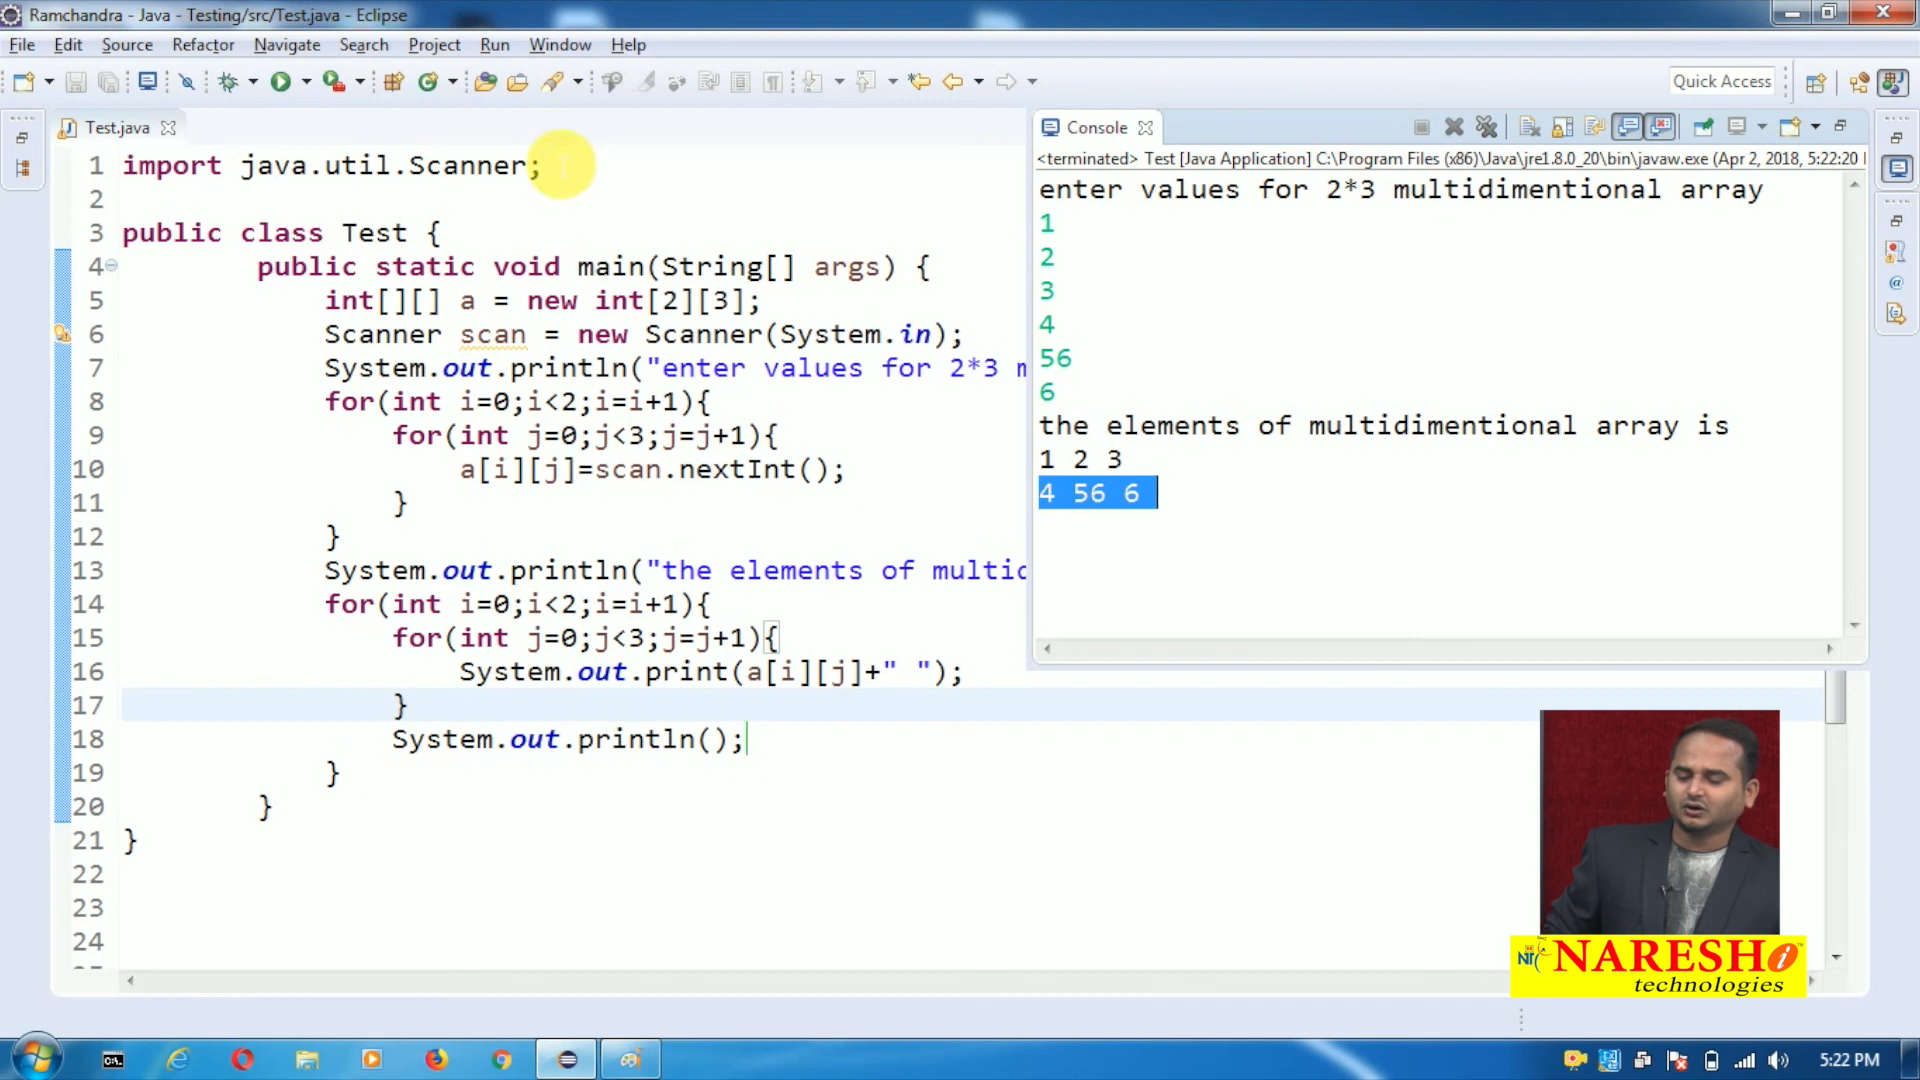 Ramchandra - Java - Testing/src/Test.java - Eclipse
File Edit Source Refactor Navigate Search Project Run Window Help
Quick Access
Test.java
1 import java.util.Scanner;
2
3 public class Test {
4 public static void main(String[] args) {
5 int[][] a = new int[2][3];
6 Scanner scan = new Scanner(System.in);
7 System.out.println("enter values for 2*3 m
8 for(int i=0;i<2;i=i+1){
9 for(int j=0;j<3;j=j+1){
10 a[i][j]=scan.nextInt();
11 }
12 }
13 System.out.println("the elements of multid
14 for(int i=0;i<2;i=i+1){
15 for(int j=0;j<3;j=j+1){
16 System.out.print(a[i][j]+" ");
17 }
18 System.out.println();
19 }
20 }
21 }
22
23
24
Console
<terminated> Test [Java Application] C:\Program Files (x86)\Java\jre1.8.0_20\bin\javaw.exe (Apr 2, 2018, 5:22:20
enter values for 2*3 multidimentional array
1
2
3
4
56
6
the elements of multidimentional array is
1 2 3
4 56 6
NARESH i
technologies
5:22 PM